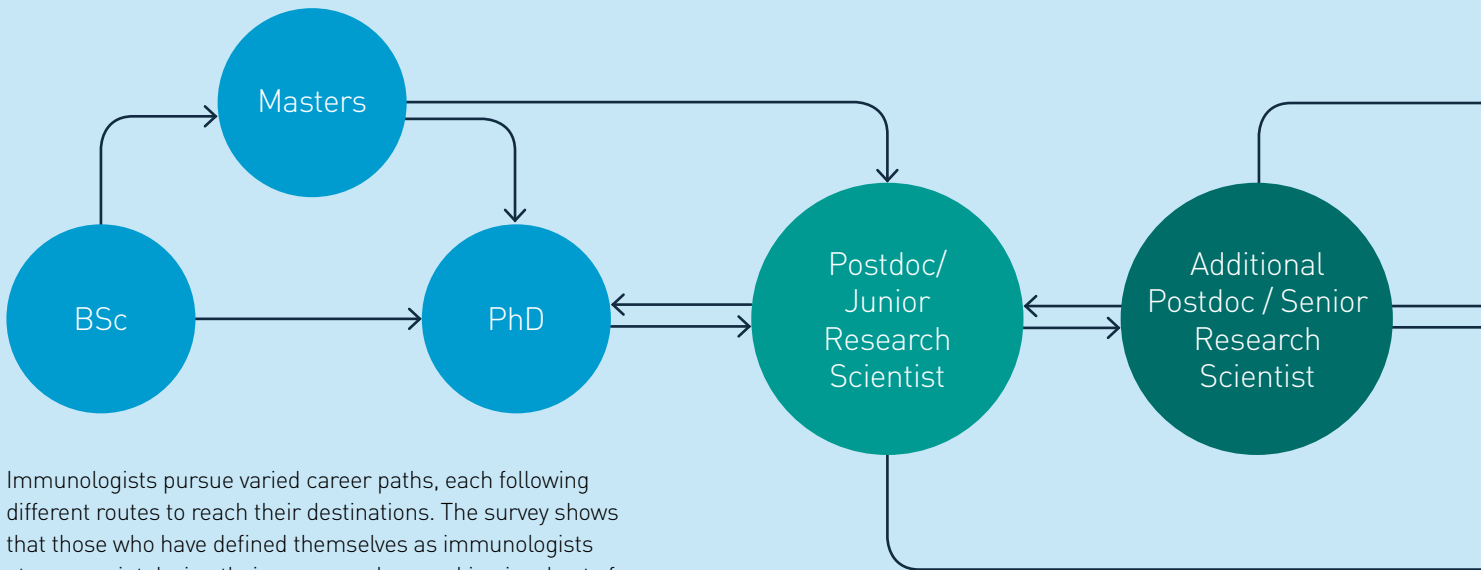 Masters
BSc
PhD
Postdoc/
Junior
Research
Scientist
Additional
Postdoc / Senior
Research
Scientist
Immunologists pursue varied career paths, each following
different routes to reach their destinations. The survey shows
that those who have defined themselves as immunologists